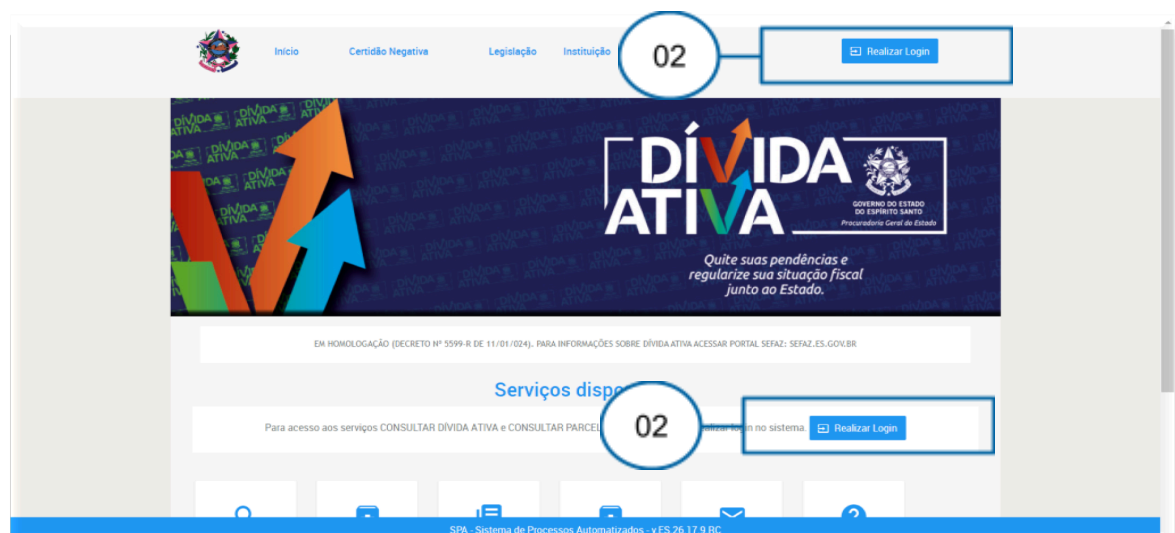 Início Certidão Negativa Legislação Instituição 02 Realizar Login
DÍVIDA
ATIVA
GOVERNO DO ESTADO
DO ESPÍRITO SANTO
Procuradoria Geral do Estado
Quite suas pendências e
regularize sua situação fiscal
junto ao Estado.
EM HOMOLOGAÇÃO (DECRETO Nº 5599-R DE 11/01/024). PARA INFORMAÇÕES SOBRE DÍVIDA ATIVA ACESSAR PORTAL SEFAZ: SEFAZ.ES.GOV.BR
Serviços
Para acesso aos serviços CONSULTAR DÍVIDA ATIVA e CONSULTAR 02 login no sistema. Realizar Login
SPA - Sistema de Processos Automatizados - v ES 26.17.9 RC